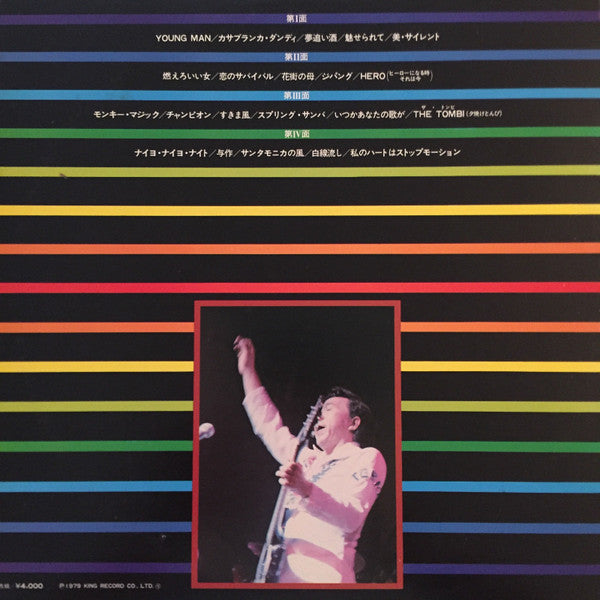 第Ⅰ面
YOUNG MAN/カサブランカ・ダンディ/夢追い酒/魅せられて/美・サイレント
第Ⅱ面
燃えろいい女/恋のサバイバル/花街の母/ジパング/HERO(ヒーローになる時それは今)
第Ⅲ面
モンキー・マジック/チャンピオン/すきま風/スプリング・サンバ/いつかあなたの歌が/THE TOMBI(夕焼けとんび)
ザ・トンビ
第Ⅳ面
ナイヨ・ナイヨ・ナイト/与作/サンタモニカの風/白線流し/私のハートはストップモーション
枚組 ¥4,000 Ⓟ1979 KING RECORD CO., LTD.